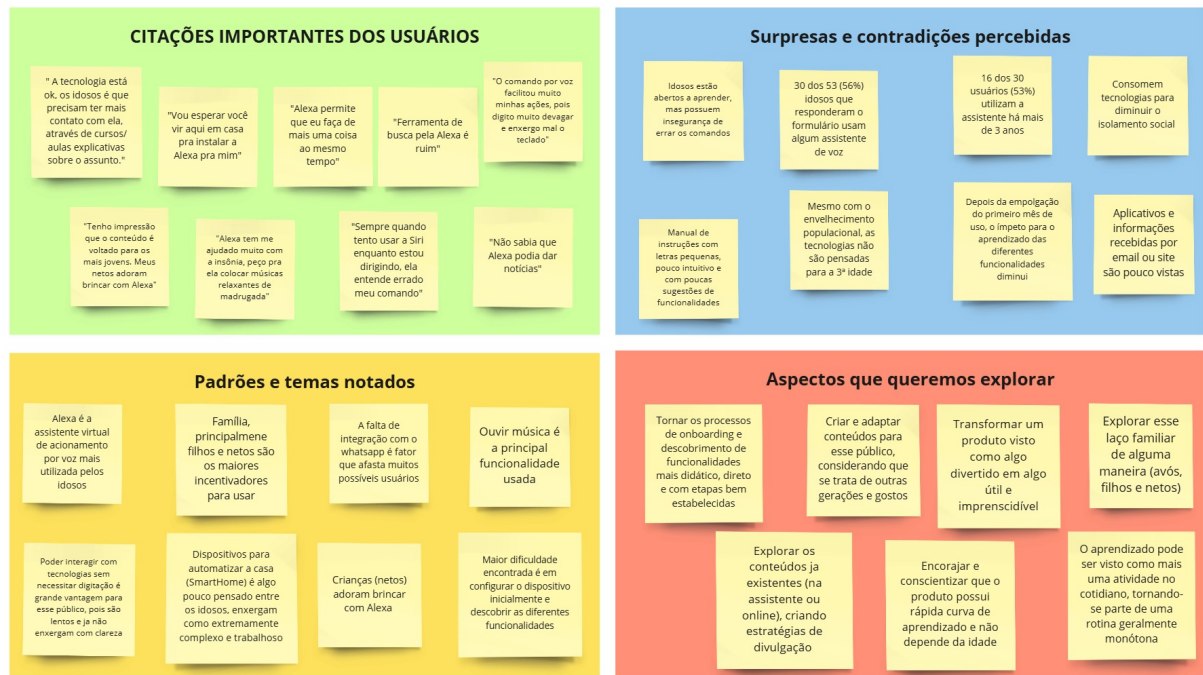 CITAÇÕES IMPORTANTES DOS USUÁRIOS
" A tecnologia está
ok, os idosos é que
precisam ter mais
contato com ela,
através de cursos/
aulas explicativas
sobre o assunto."
"Vou esperar você
vir aqui em casa
pra instalar a
Alexa pra mim"
"Alexa permite
que eu faça de
mais uma coisa
ao mesmo
tempo"
"Ferramenta de
busca pela Alexa é
ruim"
"O comando por voz
facilitou muito
minhas ações, pois
digito muito devagar
e enxergo mal o
teclado"
"Tenho impressão
que o conteúdo é
voltado para os
mais jovens. Meus
netos adoram
brincar com Alexa"
"Alexa tem me
ajudado muito com
a insônia, peço pra
ela colocar músicas
relaxantes de
madrugada"
"Sempre quando
tento usar a Siri
enquanto estou
dirigindo, ela
entende errado
meu comando"
"Não sabia que
Alexa podia dar
notícias"
Surpresas e contradições percebidas
Idosos estão
abertos a aprender,
mas possuem
insegurança de
errar os comandos
30 dos 53 (56%)
idosos que
responderam o
formulário usam
algum assistente
de voz
16 dos 30
usuários (53%)
utilizam a
assistente há mais
de 3 anos
Consomem
tecnologias para
diminuir o
isolamento social
Manual de
instruções com
letras pequenas,
pouco intuitivo e
com poucas
sugestões de
funcionalidades
Mesmo com o
envelhecimento
populacional, as
tecnologias não
são pensadas
para a 3ª idade
Depois da empolgação
do primeiro mês de
uso, o ímpeto para o
aprendizado das
diferentes
funcionalidades
diminui
Aplicativos e
informações
recebidas por
email ou site
são pouco vistas
Padrões e temas notados
Alexa é a
assistente virtual
de acionamento
por voz mais
utilizada pelos
idosos
Família,
principalmene
filhos e netos são
os maiores
incentivadores
para usar
A falta de
integração com o
whatsapp é fator
que afasta muitos
possíveis usuários
Ouvir música é
a principal
funcionalidade
usada
Poder interagir com
tecnologias sem
necessitar digitação é
grande vantagem para
esse público, pois são
lentos e ja não
enxergam com clareza
Dispositivos para
automatizar a casa
(SmartHome) é algo
pouco pensado entre
os idosos, enxergam
como extremamente
complexo e trabalhoso
Crianças (netos)
adoram brincar
com Alexa
Maior dificuldade
encontrada é em
configurar o dispositivo
inicialmente e
descobrir as diferentes
funcionalidades
Aspectos que queremos explorar
Tornar os processos
de onboarding e
descobrimento de
funcionalidades
mais didático, direto
e com etapas bem
estabelecidas
Criar e adaptar
conteúdos para
esse público,
considerando que
se trata de outras
gerações e gostos
Transformar um
produto visto
como algo
divertido em algo
útil e
imprenscidível
Explorar esse
laço familiar
de alguma
maneira (avós,
filhos e netos)
Explorar os
conteúdos ja
existentes (na
assistente ou
online), criando
estratégias de
divulgação
Encorajar e
conscientizar que o
produto possui
rápida curva de
aprendizado e não
depende da idade
O aprendizado pode
ser visto como mais
uma atividade no
cotidiano, tornando-
se parte de uma
rotina geralmente
monótona